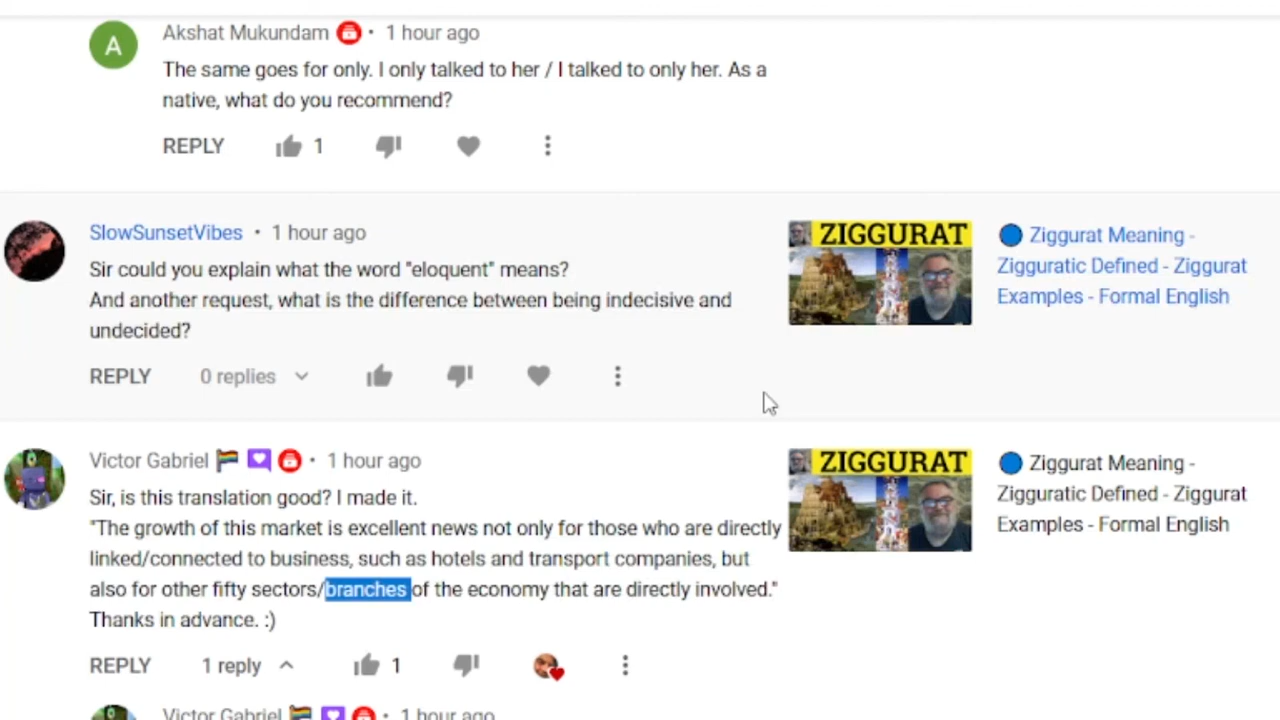 A
Akshat Mukundam • 1 hour ago
The same goes for only. I only talked to her / I talked to only her. As a
native, what do you recommend?
REPLY 1
SlowSunsetVibes • 1 hour ago
Sir could you explain what the word "eloquent" means?
And another request, what is the difference between being indecisive and
undecided?
REPLY 0 replies
ZIGGURAT
Ziggurat Meaning -
Zigguratic Defined - Ziggurat
Examples - Formal English
Victor Gabriel • 1 hour ago
Sir, is this translation good? I made it.
"The growth of this market is excellent news not only for those who are directly
linked/connected to business, such as hotels and transport companies, but
also for other fifty sectors/branches of the economy that are directly involved."
Thanks in advance. :)
REPLY 1 reply 1
ZIGGURAT
Ziggurat Meaning -
Zigguratic Defined - Ziggurat
Examples - Formal English
Victor Gabriel • 1 hour ago